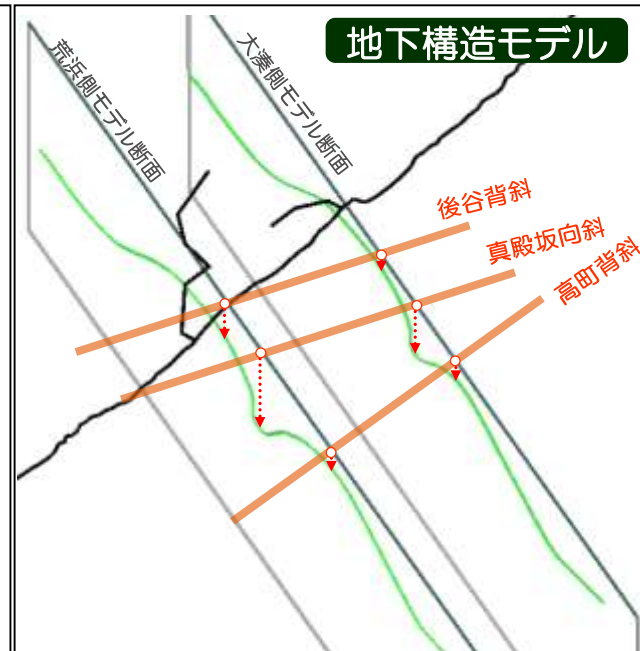 地下構造モデル
荒浜側モデル断面
大湊側モデル断面
後谷背斜
真殿坂向斜
高町背斜